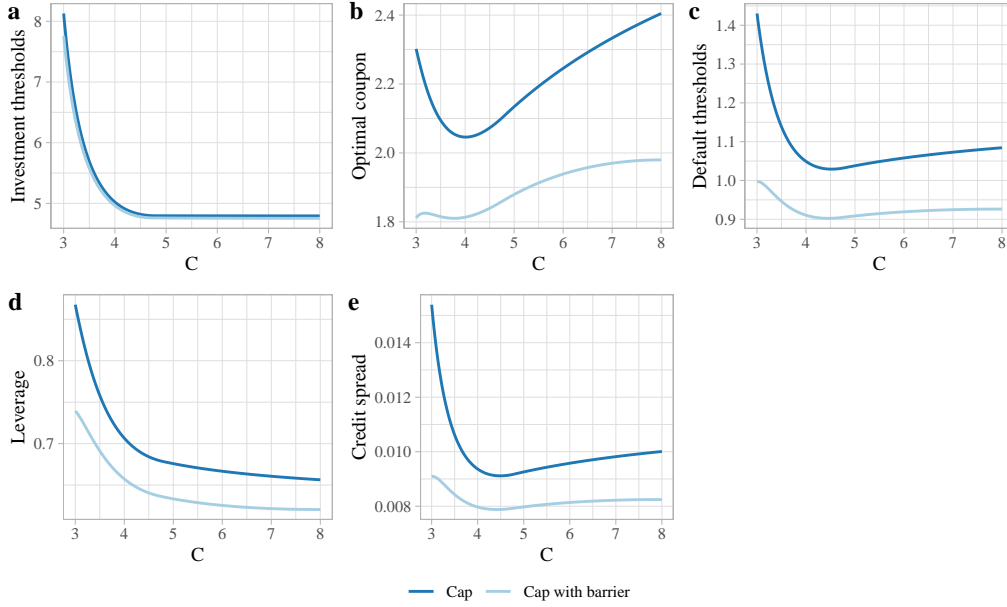 a
Investment thresholds
8
7
6
5
3 4 5 6 7 8
C
b
Optimal coupon
2.4
2.2
2.0
1.8
3 4 5 6 7 8
C
c
Default thresholds
1.4
1.3
1.2
1.1
1.0
0.9
3 4 5 6 7 8
C
d
Leverage
0.8
0.7
3 4 5 6 7 8
C
e
Credit spread
0.014
0.012
0.010
0.008
3 4 5 6 7 8
C
Cap Cap with barrier